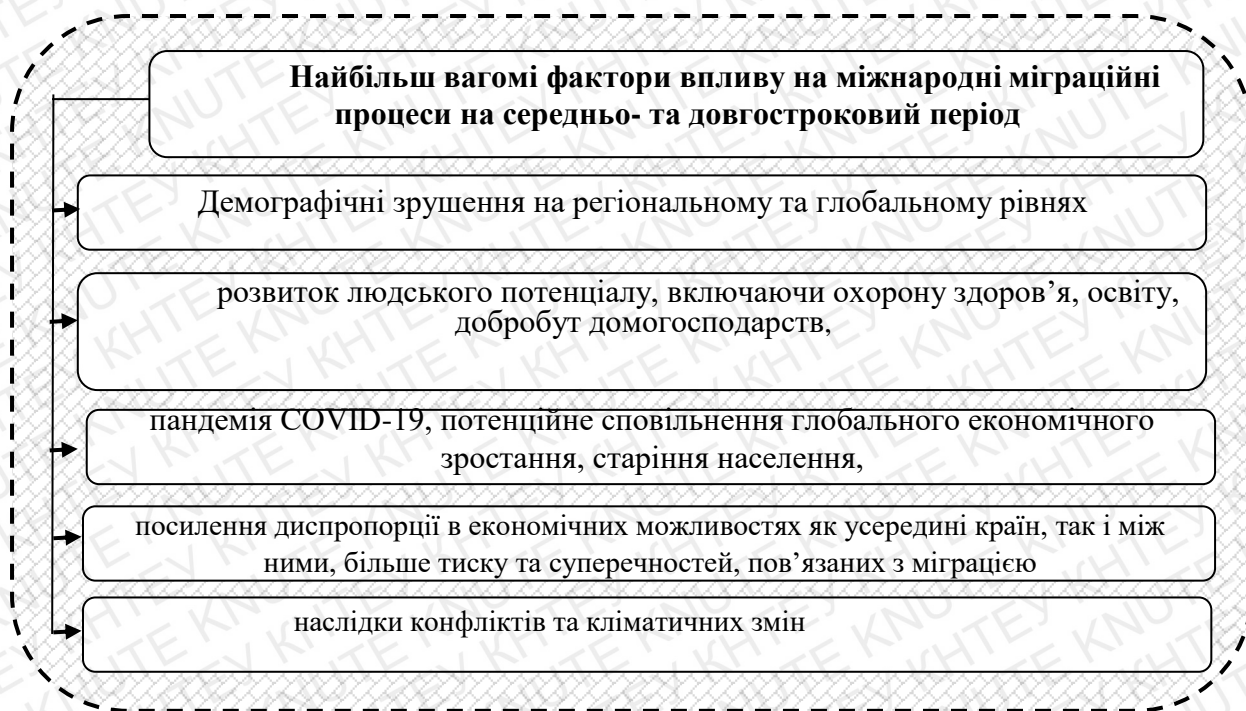 Найбільш вагомі фактори впливу на міжнародні міграційні
процеси на середньо- та довгостроковий період
Демографічні зрушення на регіональному та глобальному рівнях
розвиток людського потенціалу, включаючи охорону здоров’я, освіту,
добробут домогосподарств,
пандемія COVID-19, потенційне сповільнення глобального економічного
зростання, старіння населення,
посилення диспропорції в економічних можливостях як усередині країн, так і між
ними, більше тиску та суперечностей, пов’язаних з міграцією
наслідки конфліктів та кліматичних змін